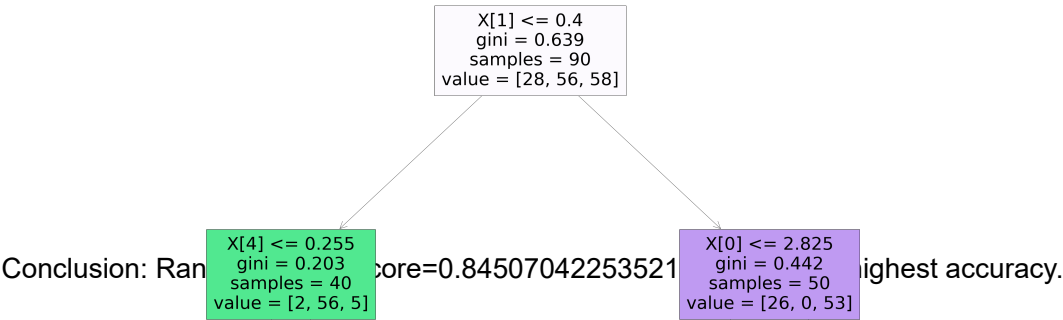 X[1] <= 0.4
gini = 0.639
samples = 90
value = [28, 56, 58]
X[4] <= 0.255
gini = 0.203
samples = 40
value = [2, 56, 5]
X[0] <= 2.825
gini = 0.442
samples = 50
value = [26, 0, 53]
Conclusion: core=0.84507042253521 accuracy.